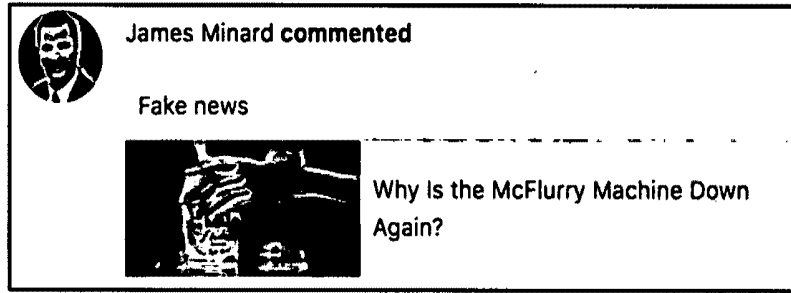 James Minard commented
Fake news
Why Is the McFlurry Machine Down
Again?